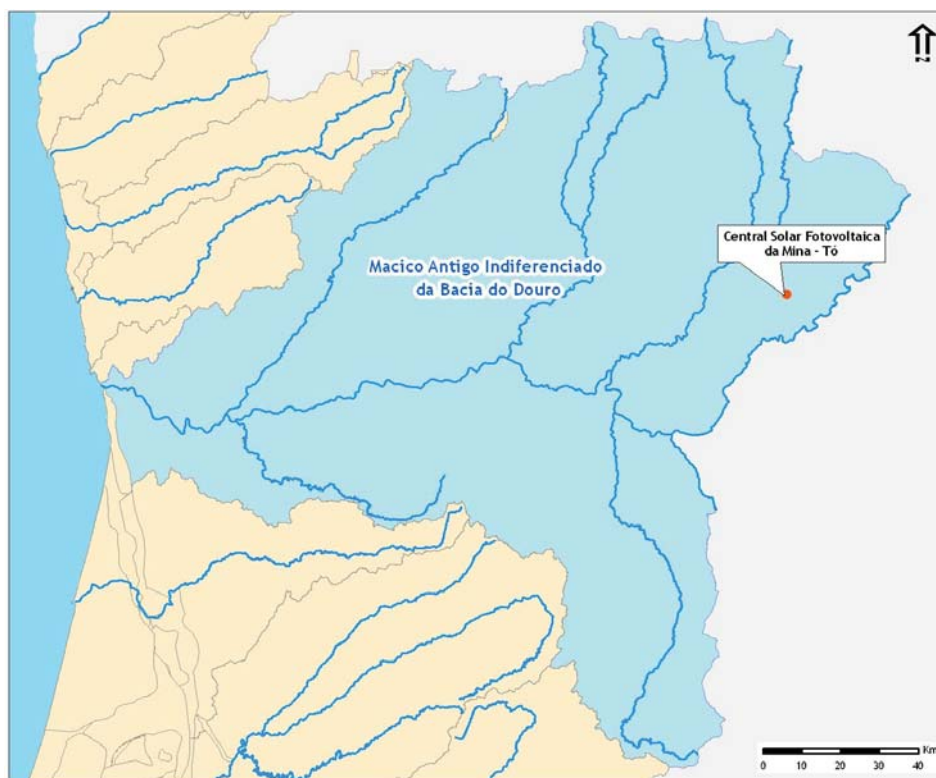 N
Central Solar Fotovoltaica
da Mina - Tó
Macico Antigo Indiferenciado
da Bacia do Douro
Km
0 10 20 30 40